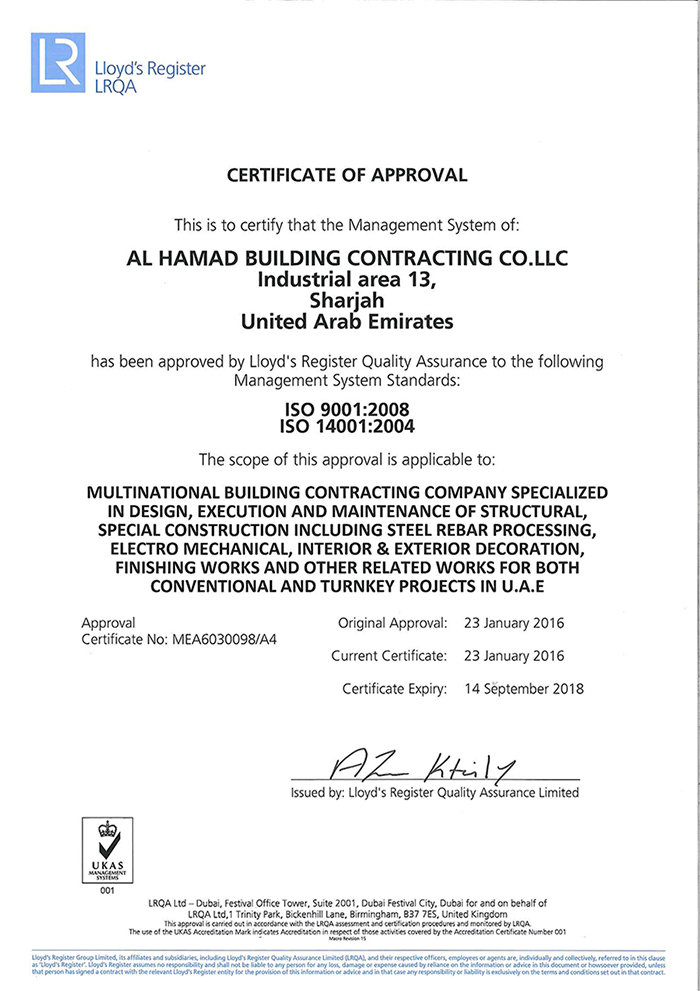 LR
Lloyd's Register
LRQA
CERTIFICATE OF APPROVAL
This is to certify that the Management System of:
AL HAMAD BUILDING CONTRACTING CO.LLC
Industrial area 13,
Sharjah
United Arab Emirates
has been approved by Lloyd's Register Quality Assurance to the following
Management System Standards:
ISO 9001:2008
ISO 14001:2004
The scope of this approval is applicable to:
MULTINATIONAL BUILDING CONTRACTING COMPANY SPECIALIZED
IN DESIGN, EXECUTION AND MAINTENANCE OF STRUCTURAL,
SPECIAL CONSTRUCTION INCLUDING STEEL REBAR PROCESSING,
ELECTRO MECHANICAL, INTERIOR & EXTERIOR DECORATION,
FINISHING WORKS AND OTHER RELATED WORKS FOR BOTH
CONVENTIONAL AND TURNKEY PROJECTS IN U.A.E
Approval
Certificate No: MEA6030098/A4
Original Approval: 23 January 2016
Current Certificate: 23 January 2016
Certificate Expiry: 14 September 2018
Issued by: Lloyd's Register Quality Assurance Limited
UKAS
MANAGEMENT
SYSTEMS
001
LRQA Ltd – Dubai, Festival Office Tower, Suite 2001, Dubai Festival City, Dubai for and on behalf of
LRQA Ltd,1 Trinity Park, Bickenhill Lane, Birmingham, B37 7ES, United Kingdom
This approval is carried out in accordance with the LRQA assessment and certification procedures and monitored by LRQA.
The use of the UKAS Accreditation Mark indicates Accreditation in respect of those activities covered by the Accreditation Certificate Number 001
Macro Revision 15
Lloyd's Register Group Limited, its affiliates and subsidiaries, including Lloyd's Register Quality Assurance Limited (LRQA), and their respective officers, employees or agents are, individually and collectively, referred to in this clause
as 'Lloyd's Register'. Lloyd's Register assumes no responsibility and shall not be liable to any person for any loss, damage or expense caused by reliance on the information or advice in this document or howsoever provided, unless
that person has signed a contract with the relevant Lloyd's Register entity for the provision of this information or advice and in that case any responsibility or liability is exclusively on the terms and conditions set out in that contract.